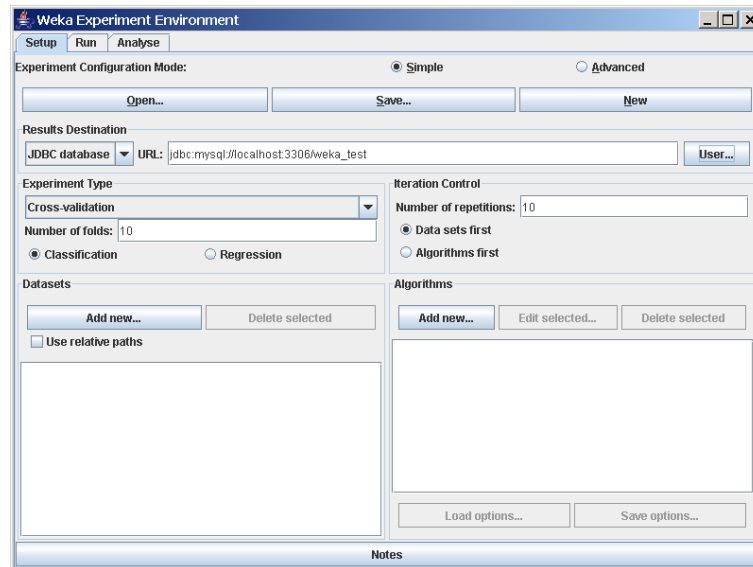 Weka Experiment Environment
Setup Run Analyse
Experiment Configuration Mode: Simple Advanced
Open... Save... New
Results Destination
JDBC database URL: jdbc:mysql://localhost:3306/weka_test User...
Experiment Type Iteration Control
Cross-validation Number of repetitions: 10
Number of folds: 10 Data sets first
Classification Regression Algorithms first
Datasets Algorithms
Add new... Delete selected Add new... Edit selected... Delete selected
Use relative paths
Load options... Save options...
Notes